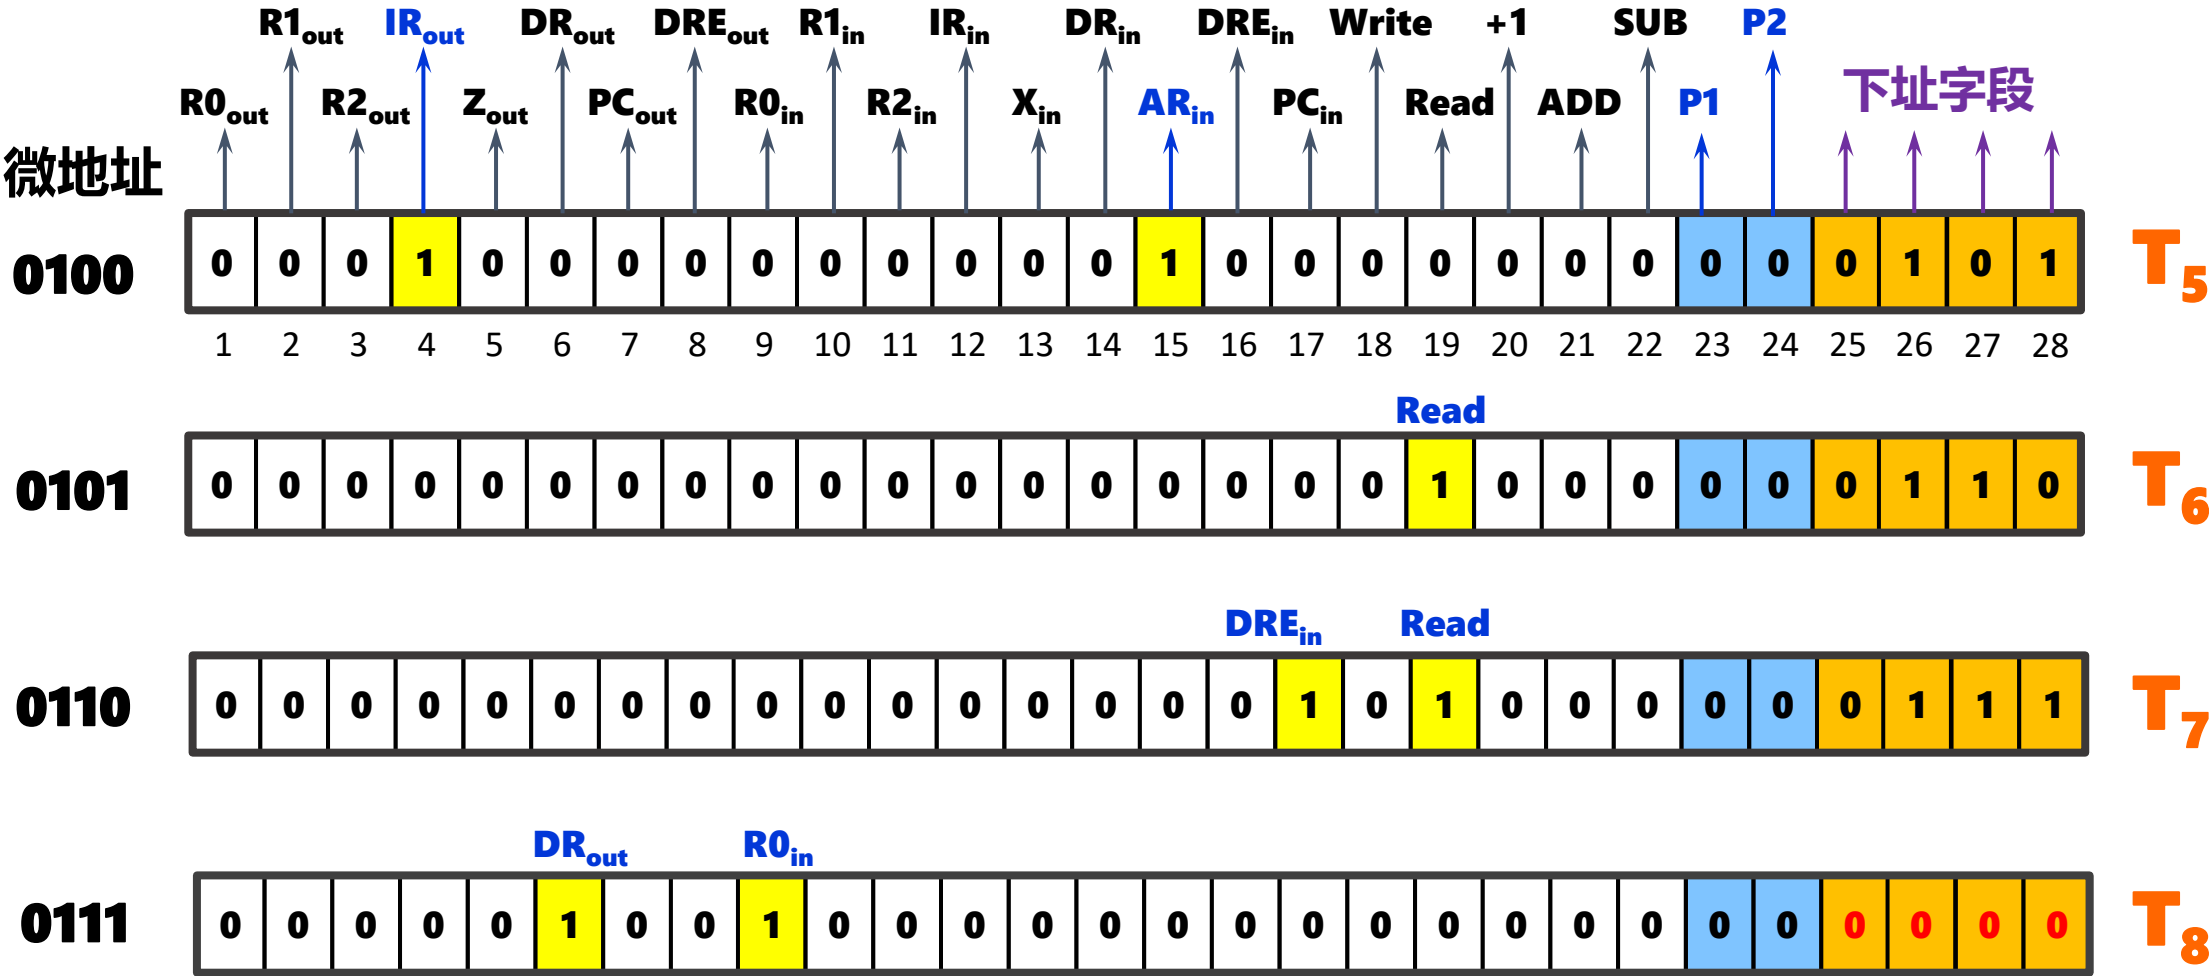 R1out IRout DRout DREout R1in IRin DRin DREin Write +1 SUB P2
R0out R2out Zout PCout R0in R2in Xin ARin PCin Read ADD P1 下址字段
微地址
0100 0 0 0 1 0 0 0 0 0 0 0 0 0 0 1 0 0 0 0 0 0 0 0 0 0 1 0 1 T5
1 2 3 4 5 6 7 8 9 10 11 12 13 14 15 16 17 18 19 20 21 22 23 24 25 26 27 28
Read
0101 0 0 0 0 0 0 0 0 0 0 0 0 0 0 0 0 0 0 1 0 0 0 0 0 0 1 1 0 T6
DREin Read
0110 0 0 0 0 0 0 0 0 0 0 0 0 0 0 0 0 1 0 1 0 0 0 0 0 0 1 1 1 T7
DRout R0in
0111 0 0 0 0 0 1 0 0 1 0 0 0 0 0 0 0 0 0 0 0 0 0 0 0 0 0 0 0 T8